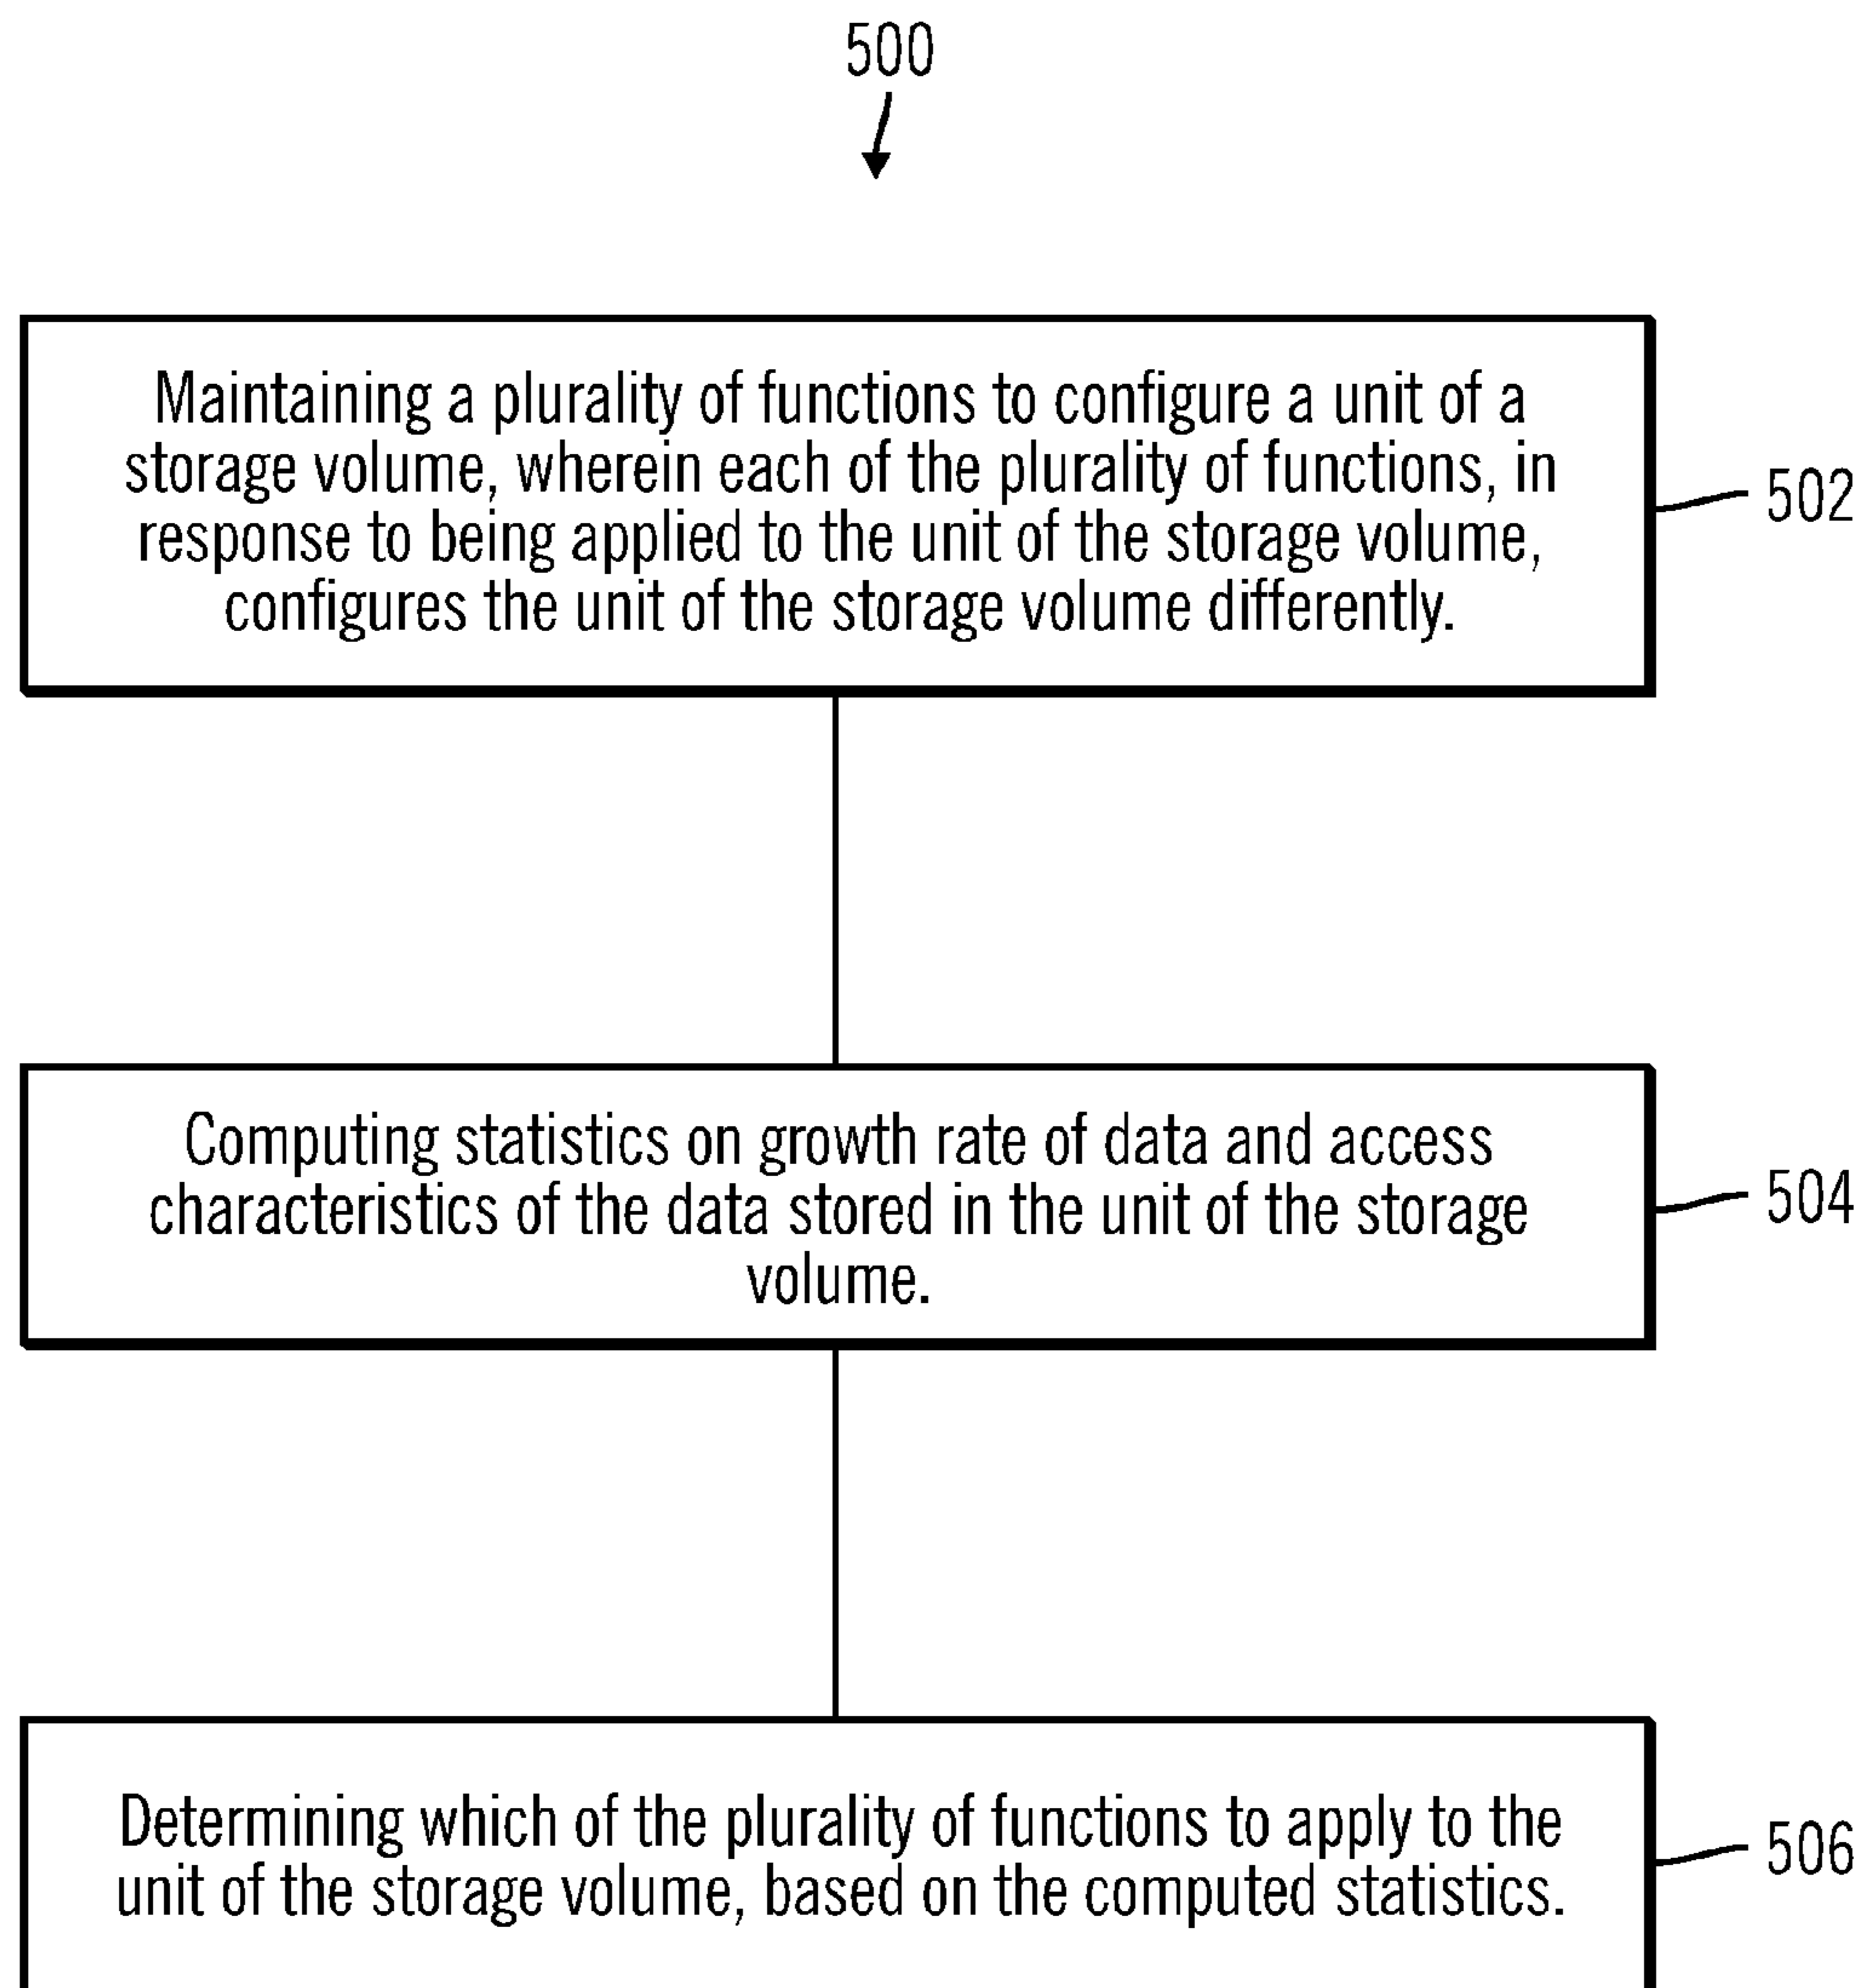 500
Maintaining a plurality of functions to configure a unit of a
storage volume, wherein each of the plurality of functions, in
response to being applied to the unit of the storage volume,
configures the unit of the storage volume differently.
502
Computing statistics on growth rate of data and access
characteristics of the data stored in the unit of the storage
volume.
504
Determining which of the plurality of functions to apply to the
unit of the storage volume, based on the computed statistics.
506